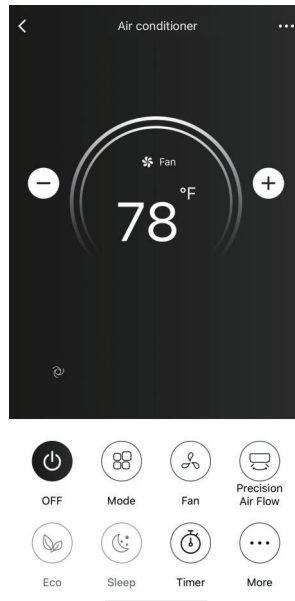 Air conditioner
Fan
78 °F
OFF
Mode
Fan
Precision
Air Flow
Eco
Sleep
Timer
More